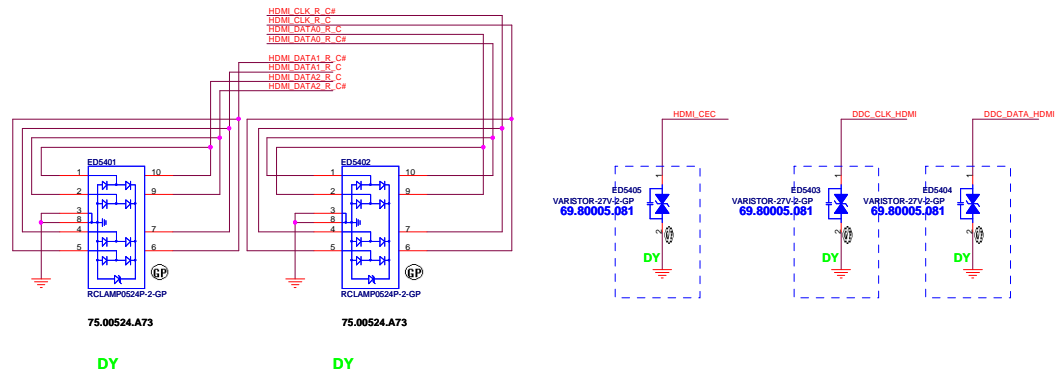 HDMI_CLK_R_C#
HDMI_CLK_R_C
HDMI_DATA0_R_C
HDMI_DATA0_R_C#
HDMI_DATA1_R_C#
HDMI_DATA1_R_C
HDMI_DATA2_R_C
HDMI_DATA2_R_C#
ED5401
1
2
3
8
4
5
10
9
7
6
GP
RCLAMP0524P-2-GP
75.00524.A73
DY
ED5402
1
2
3
8
4
5
10
9
7
6
GP
RCLAMP0524P-2-GP
75.00524.A73
DY
HDMI_CEC
1
ED5405
VARISTOR-27V-2-GP
69.80005.081
2
DY
DDC_CLK_HDMI
1
ED5403
VARISTOR-27V-2-GP
69.80005.081
2
DY
DDC_DATA_HDMI
1
ED5404
VARISTOR-27V-2-GP
69.80005.081
2
DY